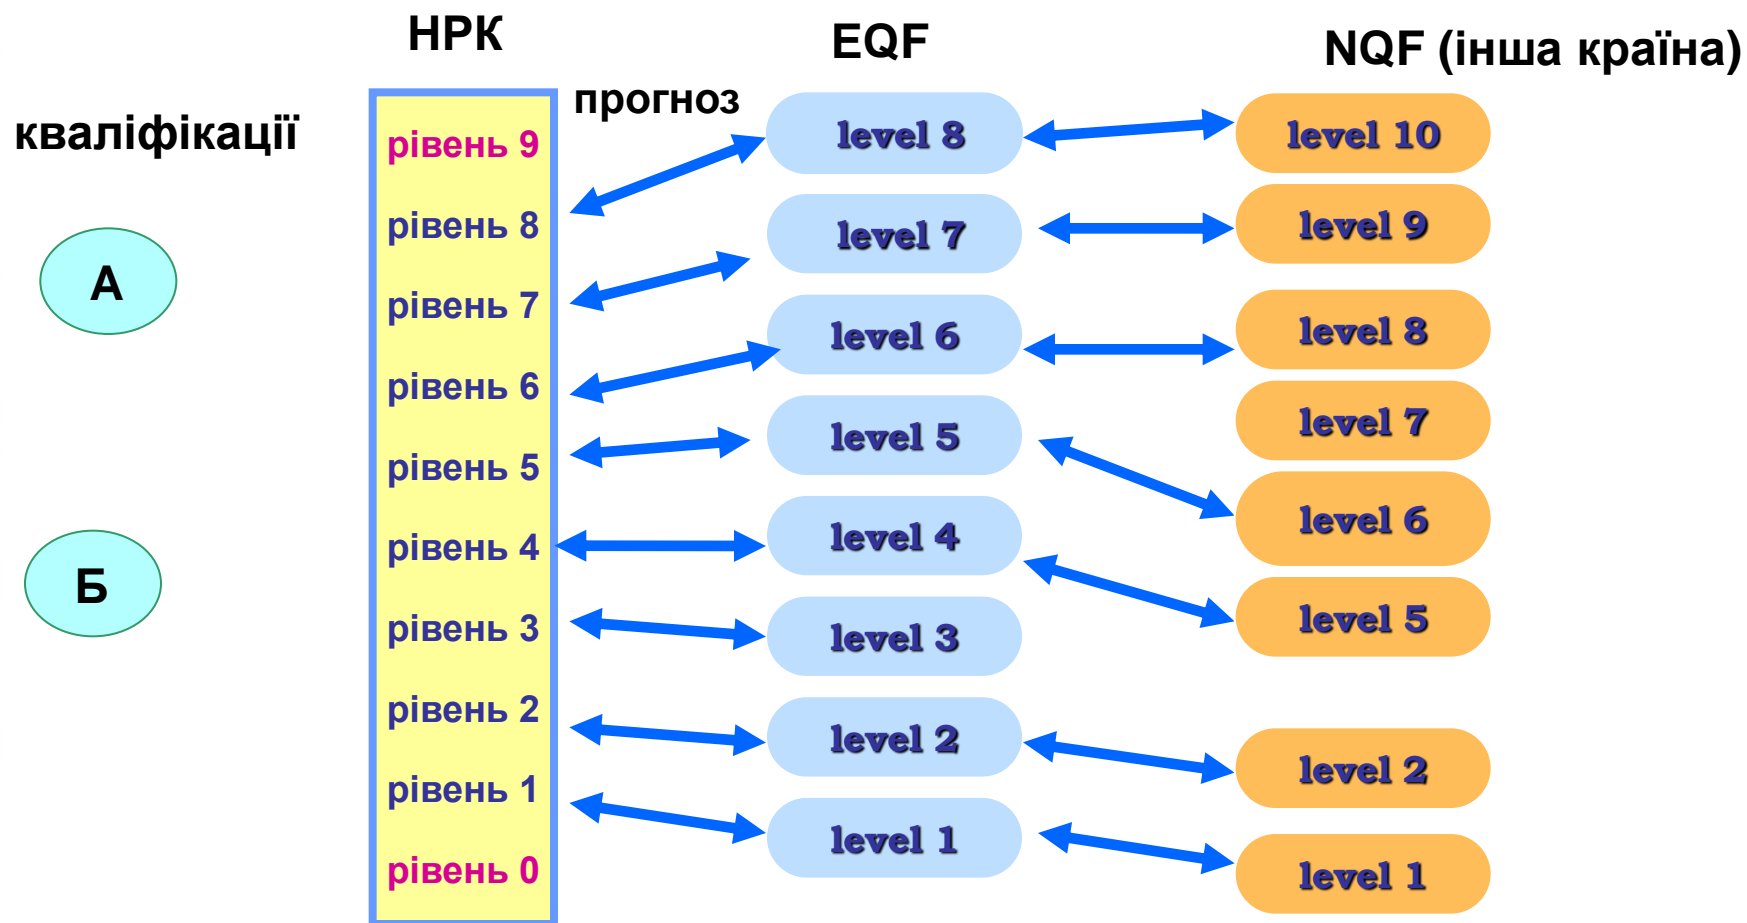 НРК
EQF
NQF (інша країна)
прогноз
кваліфікації
А
Б
рівень 9
рівень 8
рівень 7
рівень 6
рівень 5
рівень 4
рівень 3
рівень 2
рівень 1
рівень 0
level 8
level 7
level 6
level 5
level 4
level 3
level 2
level 1
level 10
level 9
level 8
level 7
level 6
level 5
level 2
level 1